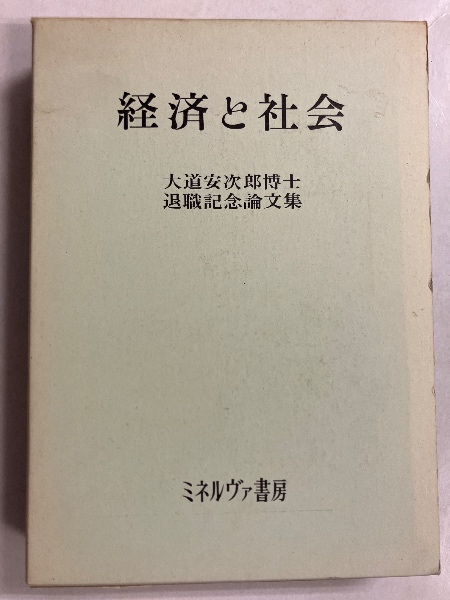 経済と社会
大道安次郎博士
退職記念論文集
ミネルヴァ書房